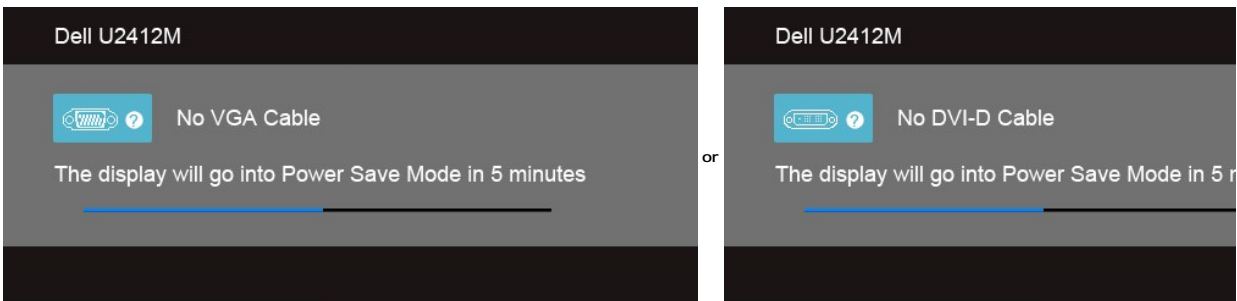 Dell U2412M
No VGA Cable
The display will go into Power Save Mode in 5 minutes
or
Dell U2412M
No DVI-D Cable
The display will go into Power Save Mode in 5